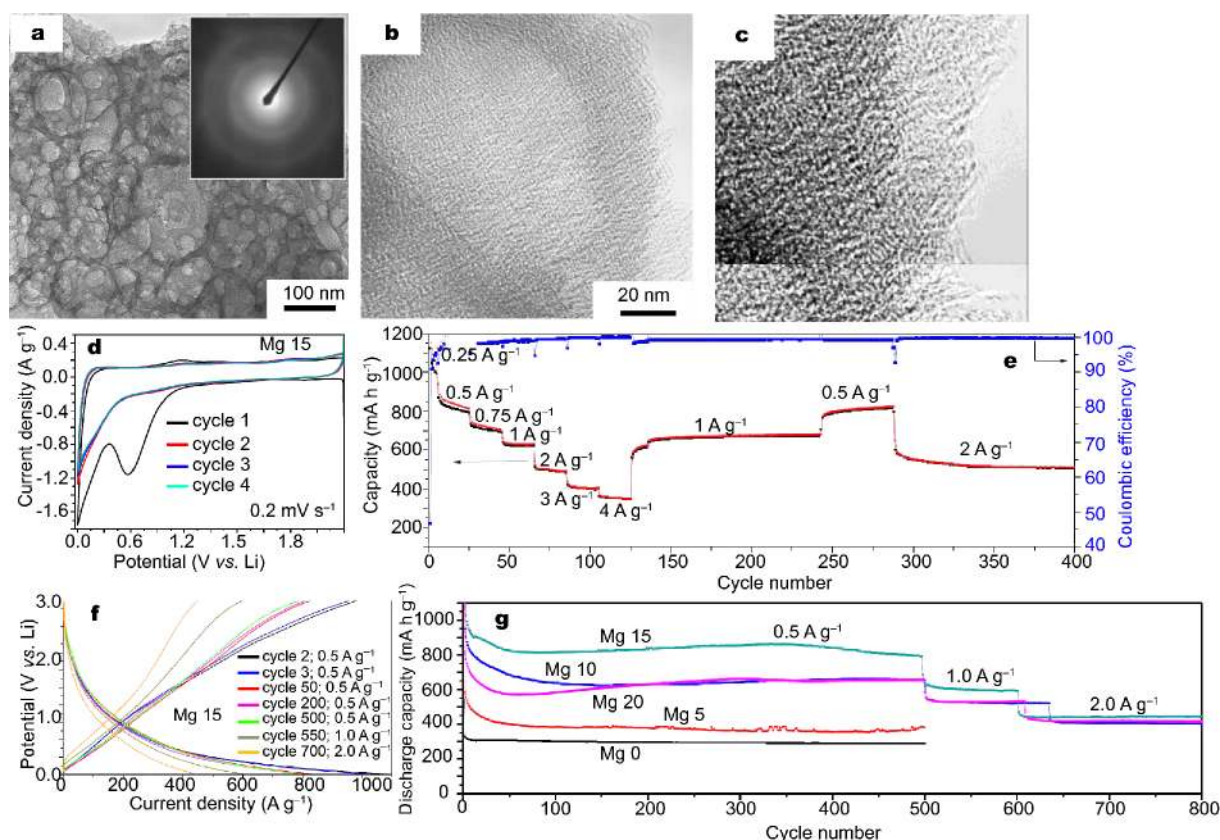 a
100 nm
b
20 nm
c
d
Mg 15
0.4
0.0
-0.4
-0.8
-1.2
-1.6
Current density (A g⁻¹)
cycle 1
cycle 2
cycle 3
cycle 4
0.2 mV s⁻¹
0.0 0.6 1.2 1.8
Potential (V vs. Li)
e
1200
1000
800
600
400
200
Capacity (mA h g⁻¹)
0.25 A g⁻¹
0.5 A g⁻¹
0.75 A g⁻¹
1 A g⁻¹
2 A g⁻¹
3 A g⁻¹
4 A g⁻¹
1 A g⁻¹
0.5 A g⁻¹
2 A g⁻¹
100
90
80
70
60
50
40
Coulombic efficiency (%)
0 50 100 150 200 250 300 350 400
Cycle number
f
3.0
2.0
1.0
0.0
Potential (V vs. Li)
cycle 2; 0.5 A g⁻¹
cycle 3; 0.5 A g⁻¹
cycle 50; 0.5 A g⁻¹
cycle 200; 0.5 A g⁻¹
cycle 500; 0.5 A g⁻¹
cycle 550; 1.0 A g⁻¹
cycle 700; 2.0 A g⁻¹
Mg 15
0 200 400 600 800 1000
Current density (A g⁻¹)
g
1000
800
600
400
200
0
Discharge capacity (mA h g⁻¹)
Mg 15
0.5 A g⁻¹
Mg 10
1.0 A g⁻¹
Mg 20
2.0 A g⁻¹
Mg 5
Mg 0
0 100 200 300 400 500 600 700 800
Cycle number